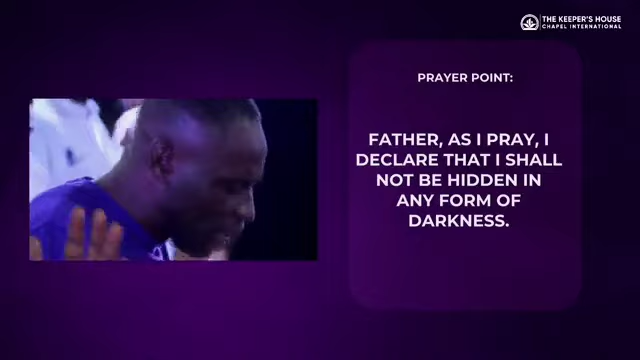 THE KEEPER'S HOUSE
CHAPEL INTERNATIONAL
PRAYER POINT:
FATHER, AS I PRAY, I
DECLARE THAT I SHALL
NOT BE HIDDEN IN
ANY FORM OF
DARKNESS.